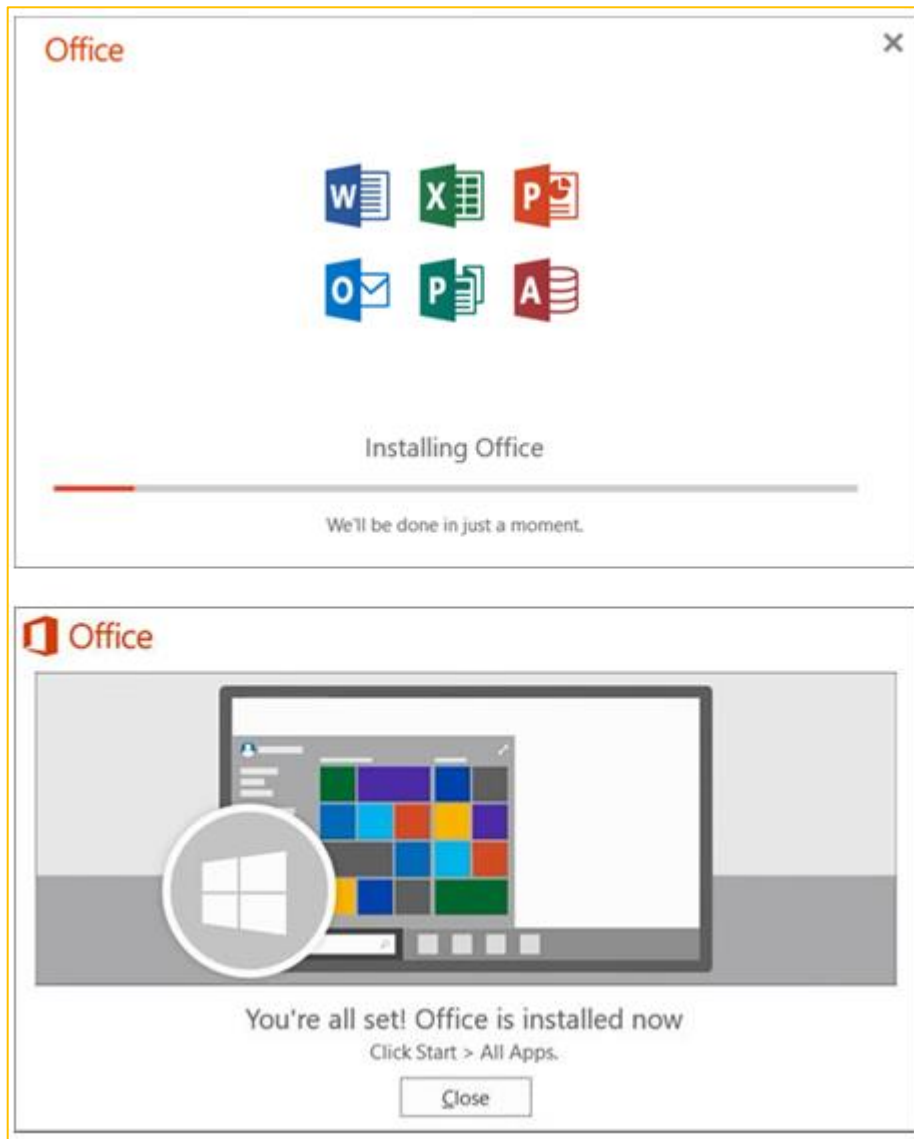 Office
W X P
O P A
Installing Office
We'll be done in just a moment.
Office
You're all set! Office is installed now
Click Start > All Apps.
Close